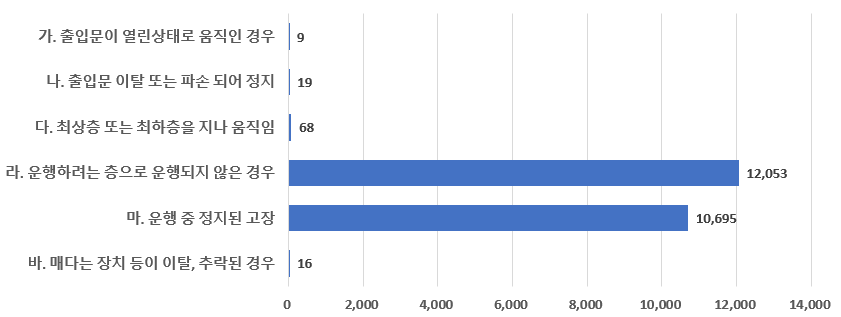 가. 출입문이 열린상태로 움직인 경우 9
나. 출입문 이탈 또는 파손 되어 정지 19
다. 최상층 또는 최하층을 지나 움직임 68
라. 운행하려는 층으로 운행되지 않은 경우 12,053
마. 운행 중 정지된 고장 10,695
바. 매다는 장치 등이 이탈, 추락된 경우 16
0 2,000 4,000 6,000 8,000 10,000 12,000 14,000